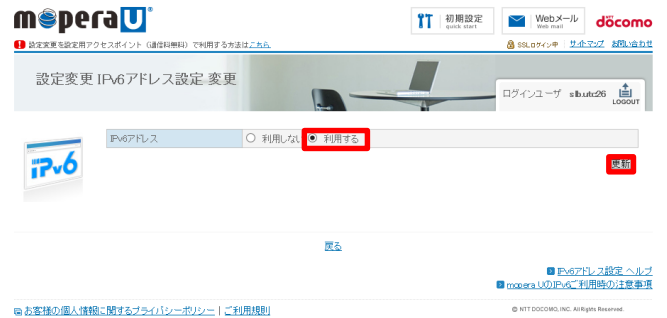 mopera U
初期設定
quick start
Webメール
Web mail
döcomo
設定変更を設定用アクセスポイント（通信料無料）で利用する方法はこちら
SSLログイン中 サイトマップ お問い合わせ
設定変更 IPv6アドレス設定 変更
ログインユーザ slb.utc26
LOGOUT
IPv6アドレス 利用しない 利用する
IPv6
更新
戻る
IPv6アドレス設定 ヘルプ
mopera UのIPv6ご利用時の注意事項
お客様の個人情報に関するプライバシーポリシー | ご利用規則
© NTT DOCOMO, INC. All Rights Reserved.